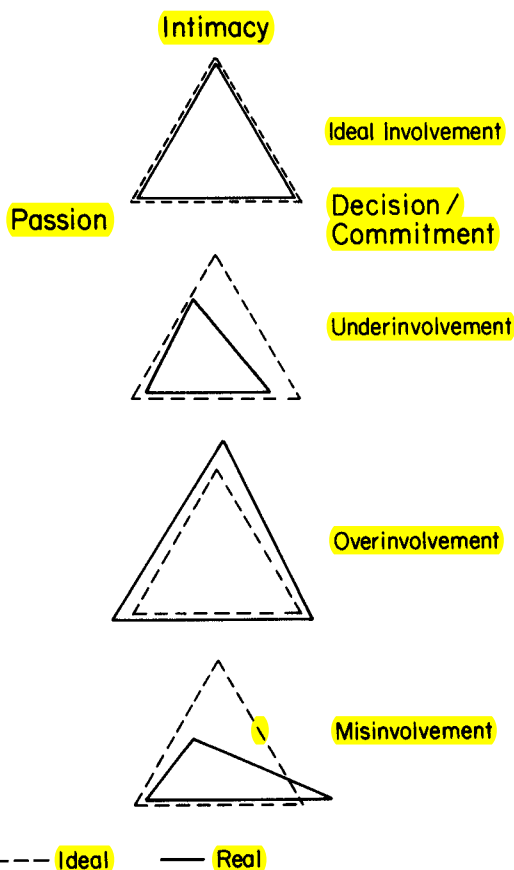 Intimacy
Ideal Involvement
Passion
Decision/
Commitment
Underinvolvement
Overinvolvement
Misinvolvement
Ideal
Real